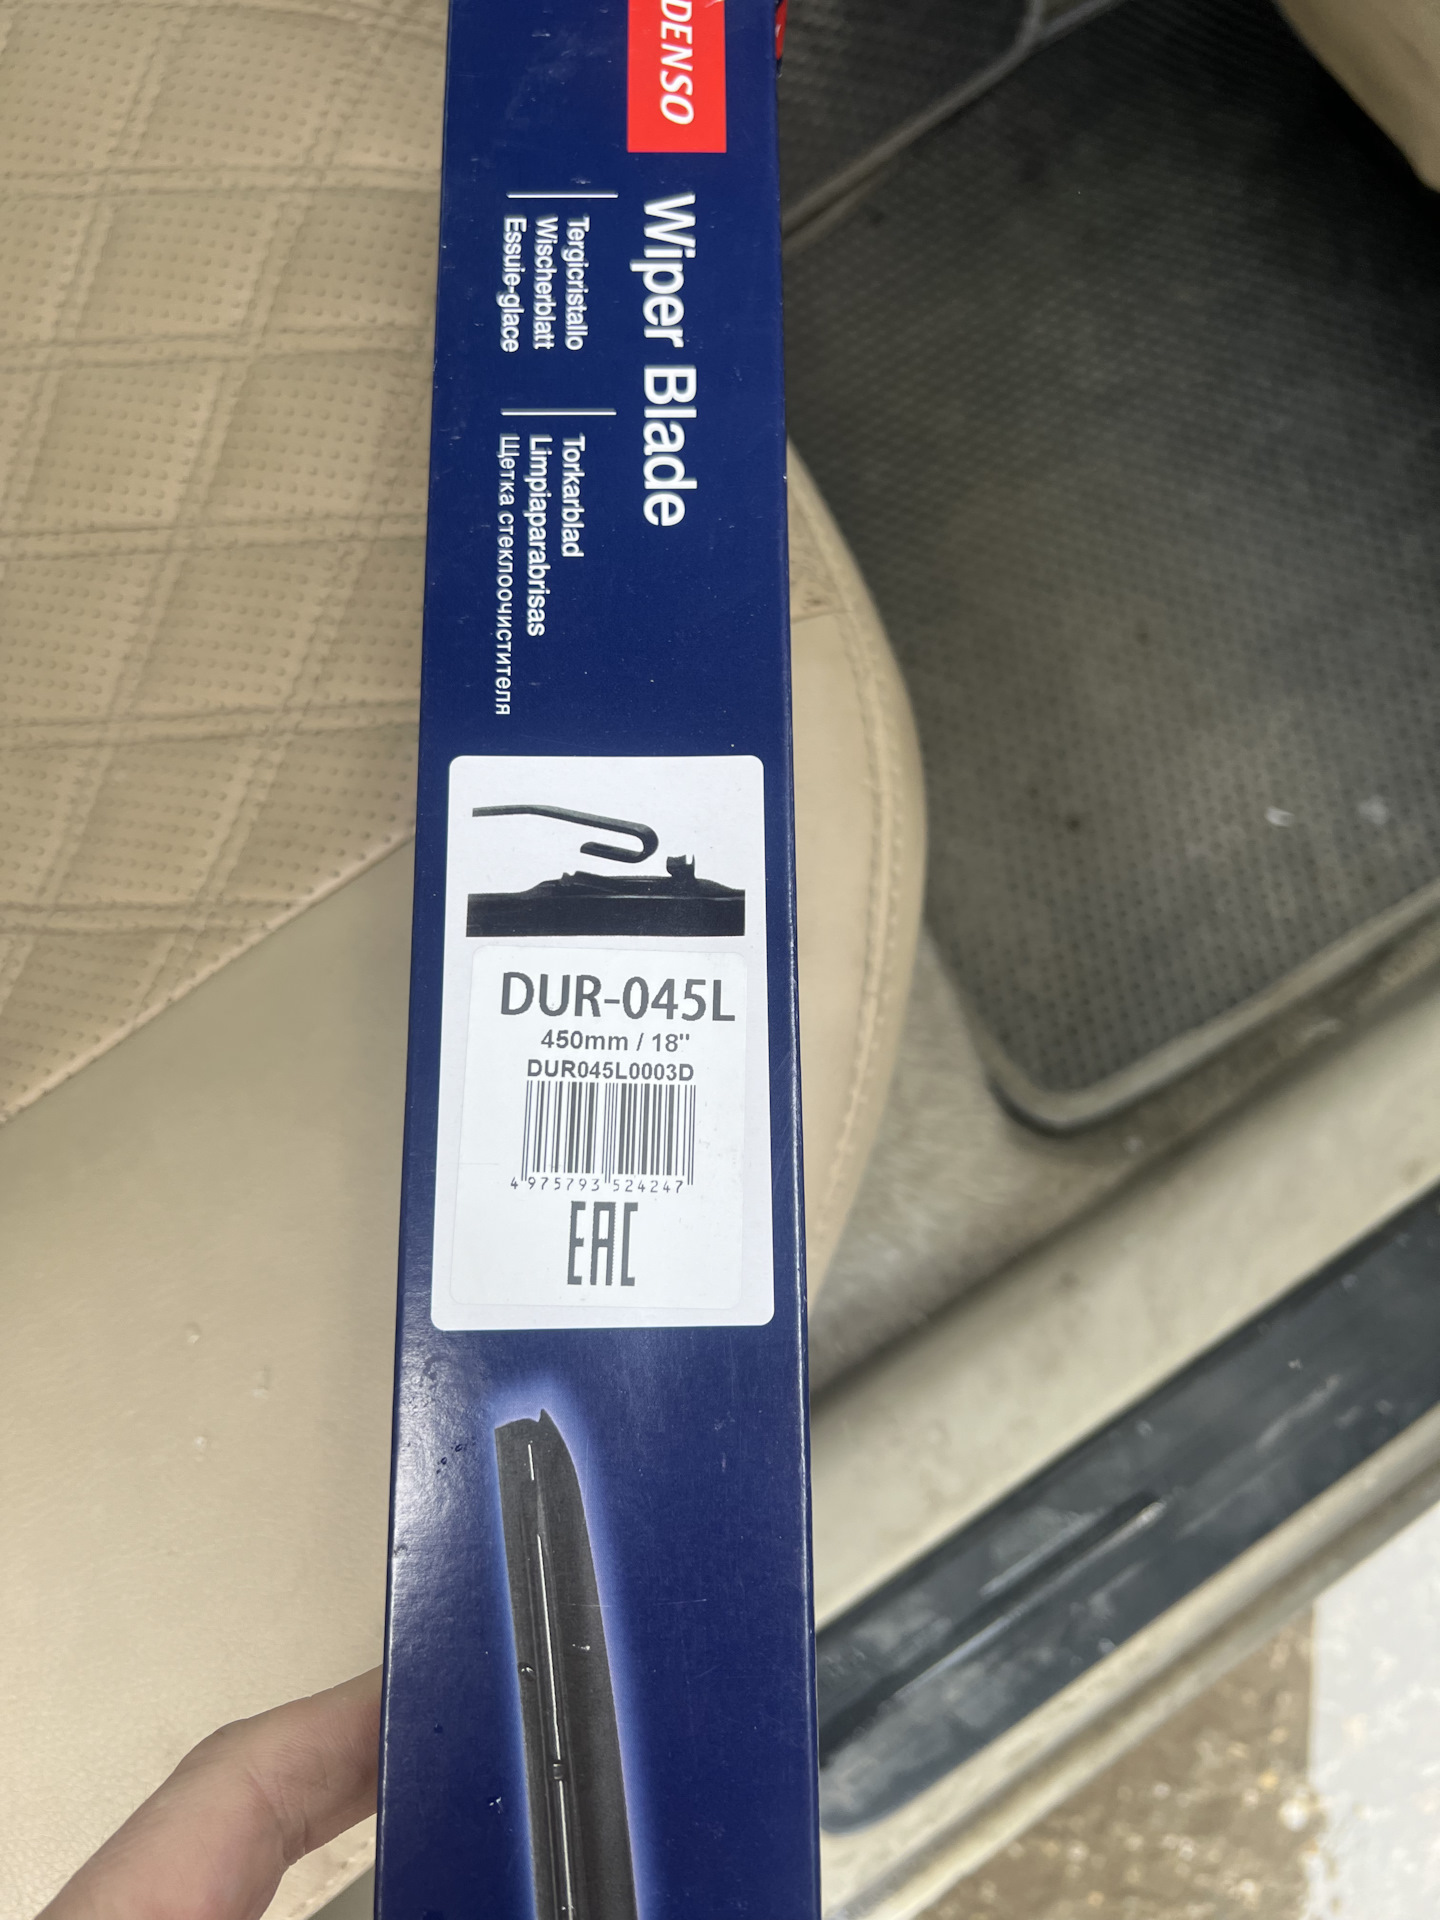 DENSO
Wiper Blade
Tergicristallo
Wischerblatt
Essuie-glace
Torkarblad
Limpiaparabrisas
Щетка стеклоочистителя
DUR-045L
450mm / 18"
DUR045L0003D
4 975793 524247
EAC